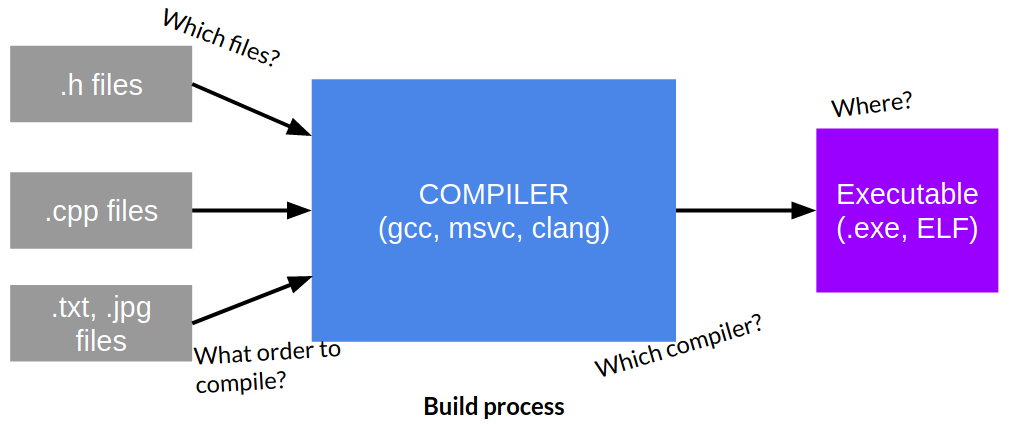 Which files?
.h files
Where?
.cpp files
COMPILER
(gcc, msvc, clang)
Executable
(.exe, ELF)
.txt, .jpg
files
What order to
compile?
Which compiler?
Build process